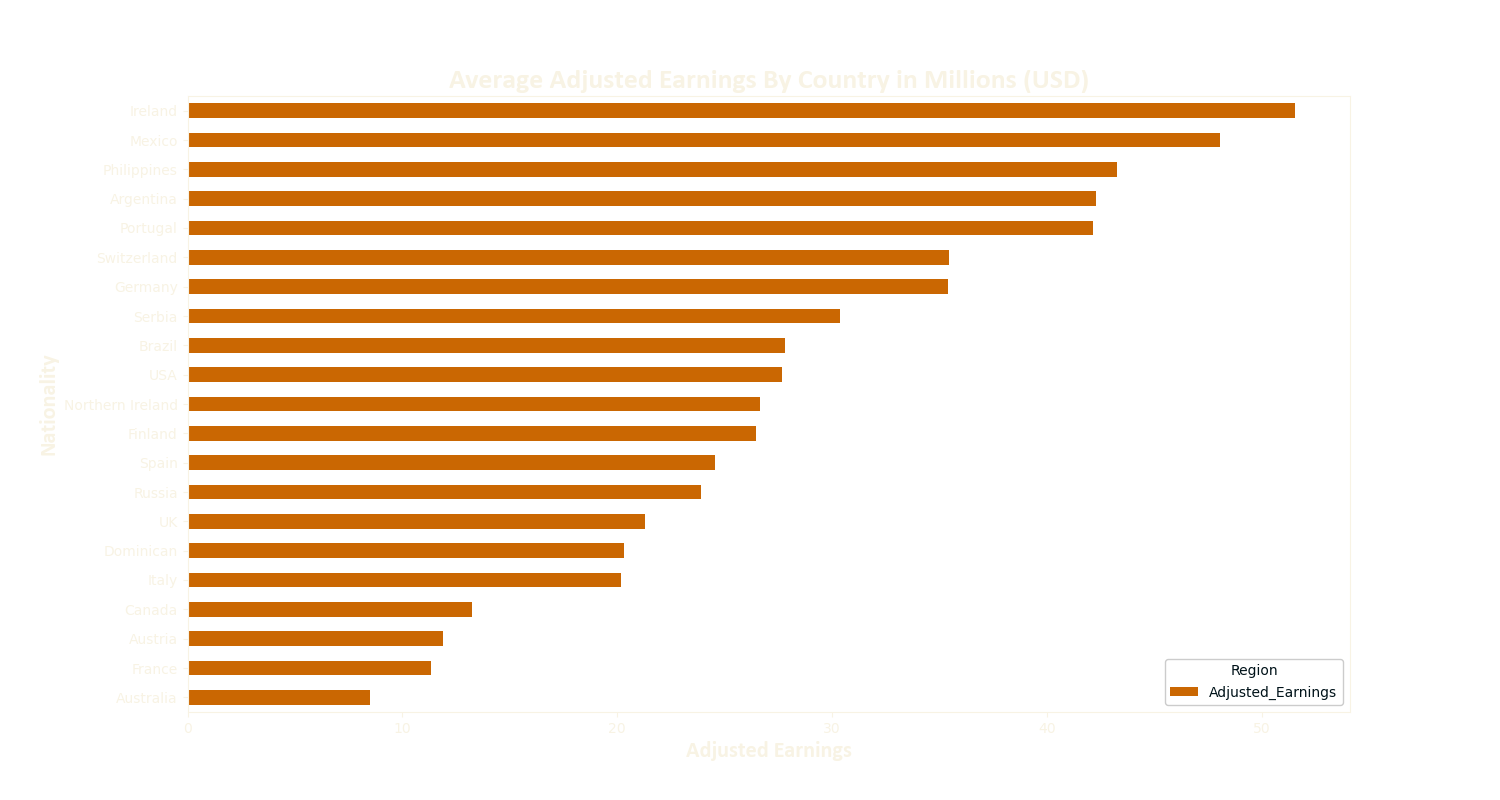 Average Adjusted Earnings By Country in Millions (USD)
Nationality
Ireland
Mexico
Philippines
Argentina
Portugal
Switzerland
Germany
Serbia
Brazil
USA
Northern Ireland
Finland
Spain
Russia
UK
Dominican
Italy
Canada
Austria
France
Australia
0 10 20 30 40 50
Adjusted Earnings
Region
Adjusted_Earnings